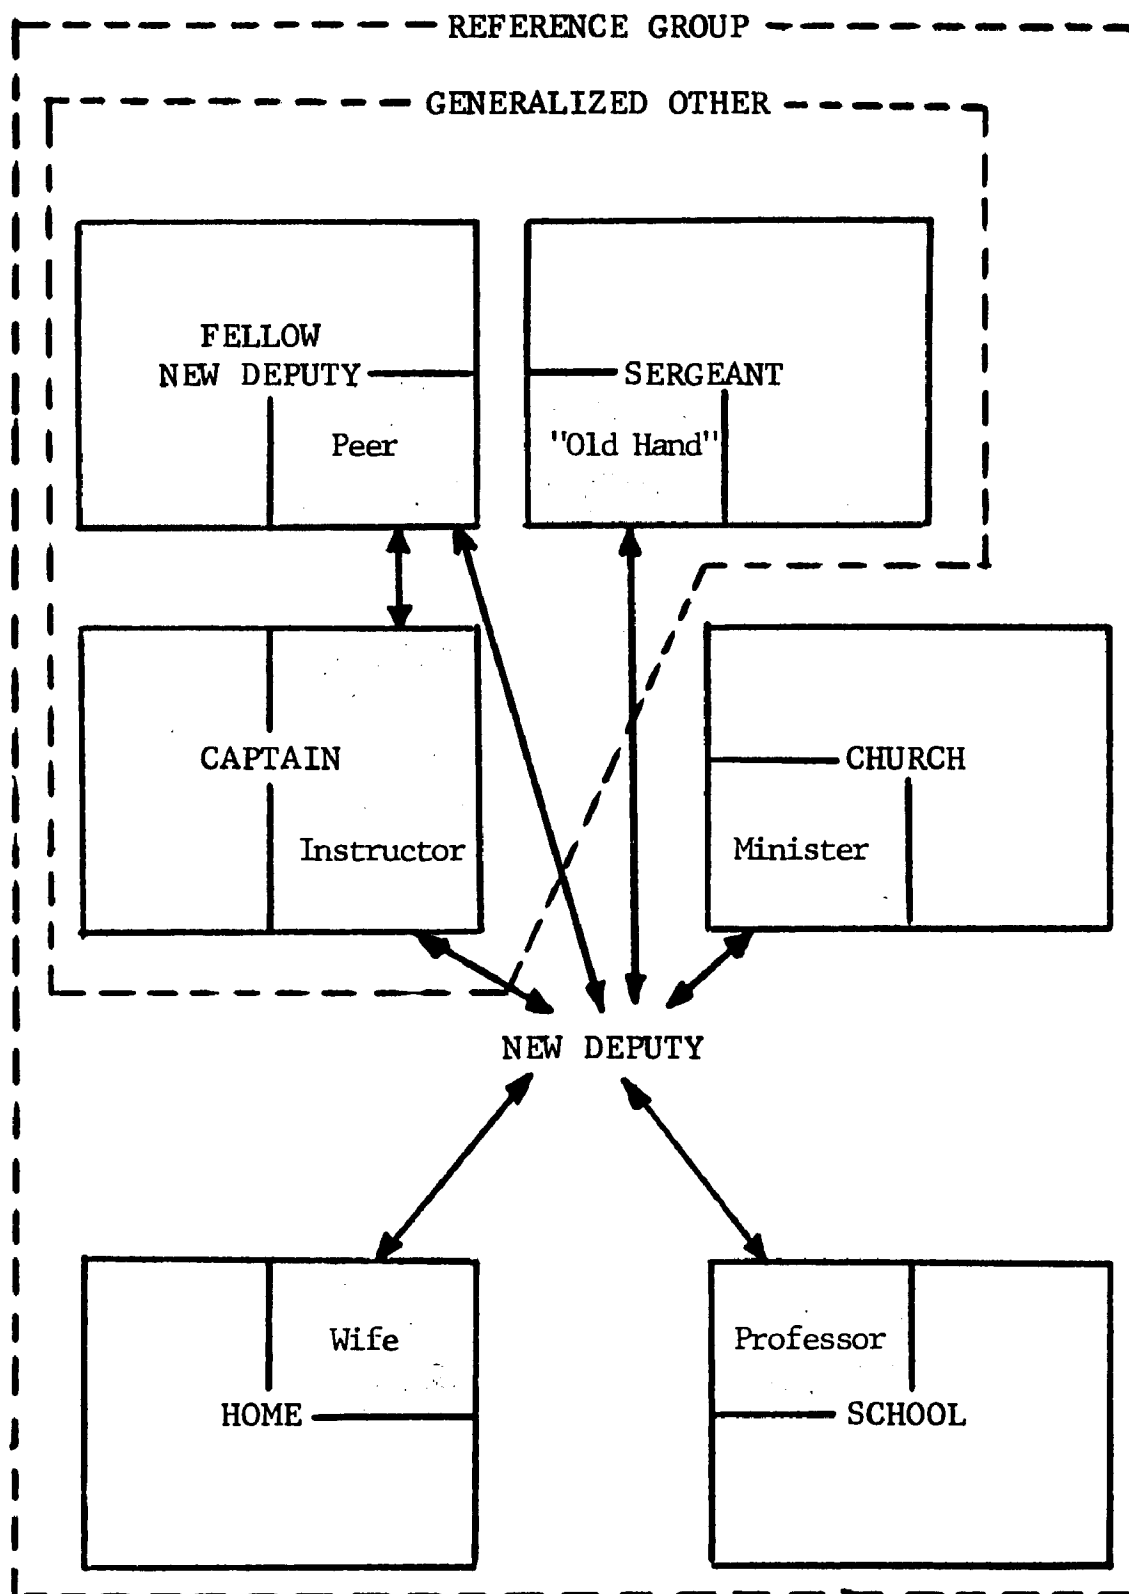 REFERENCE GROUP
GENERALIZED OTHER
FELLOW
NEW DEPUTY
Peer
SERGEANT
"Old Hand"
CAPTAIN
Instructor
CHURCH
Minister
NEW DEPUTY
Wife
HOME
Professor
SCHOOL